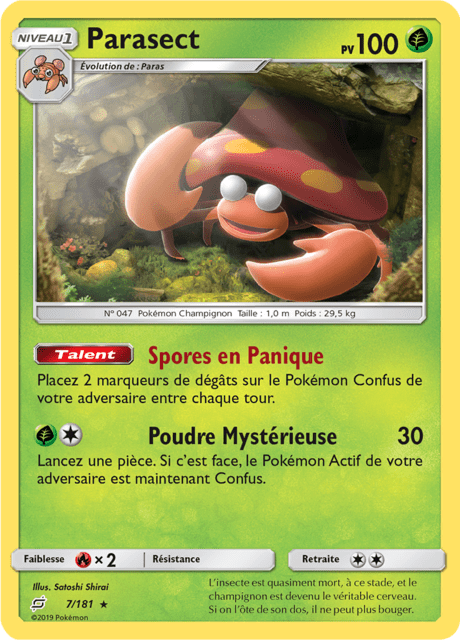 NIVEAU 1
Parasect
PV 100
Évolution de : Paras
N° 047 Pokémon Champignon Taille : 1,0 m Poids : 29,5 kg
Talent Spores en Panique
Placez 2 marqueurs de dégâts sur le Pokémon Confus de
votre adversaire entre chaque tour.
Poudre Mystérieuse 30
Lancez une pièce. Si c'est face, le Pokémon Actif de votre
adversaire est maintenant Confus.
Faiblesse × 2 Résistance Retraite
Illus. Satoshi Shirai
7/181 ★
©2019 Pokémon
L'insecte est quasiment mort, à ce stade, et le
champignon est devenu le véritable cerveau.
Si on l'ôte de son dos, il ne peut plus bouger.